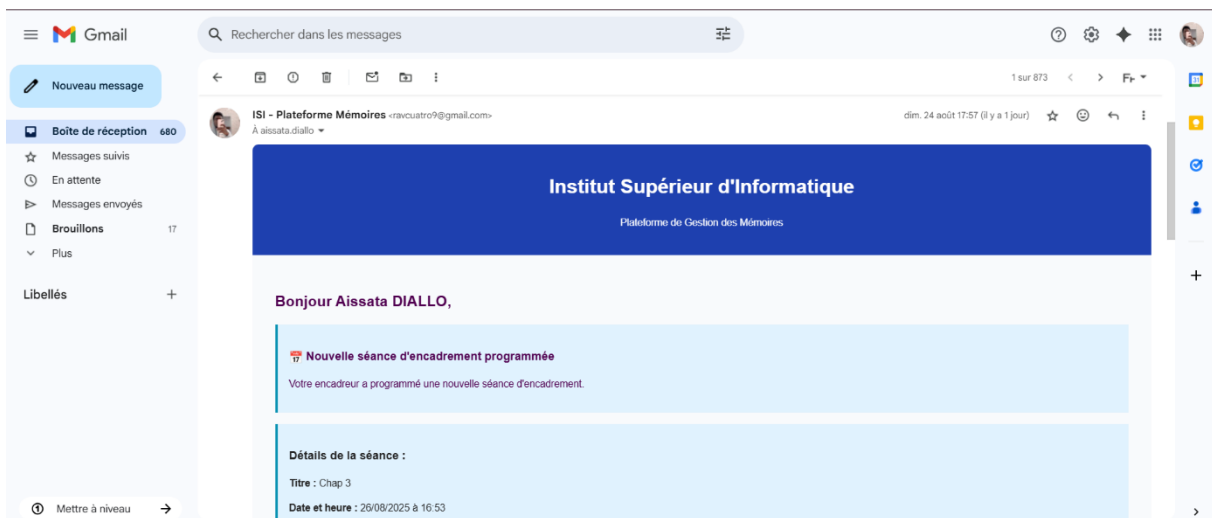 Gmail
Rechercher dans les messages
Nouveau message
1 sur 873
Boîte de réception 680
Messages suivis
En attente
Messages envoyés
Brouillons 17
Plus
Libellés
Mettre à niveau
ISI - Plateforme Mémoires <ravcuatro9@gmail.com>
dim. 24 août 17:57 (il y a 1 jour)
À aissata.diallo
Institut Supérieur d'Informatique
Plateforme de Gestion des Mémoires
Bonjour Aissata DIALLO,
17 Nouvelle séance d'encadrement programmée
Votre encadreur a programmé une nouvelle séance d'encadrement.
Détails de la séance :
Titre : Chap 3
Date et heure : 26/08/2025 à 16:53
31